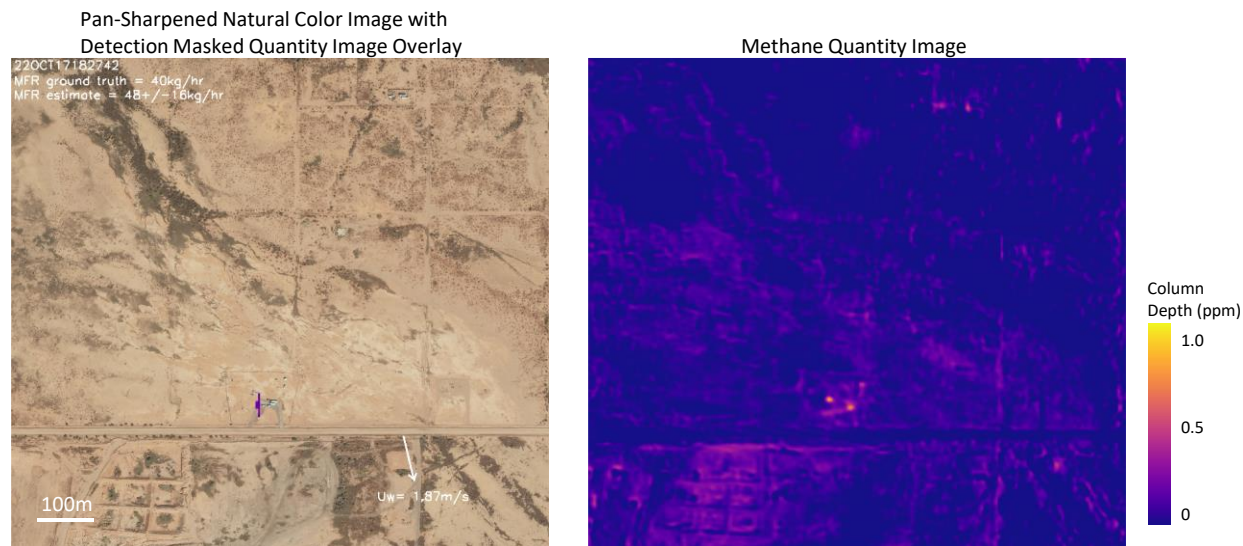 Pan-Sharpened Natural Color Image with
Detection Masked Quantity Image Overlay
22OCT17182742
MFR ground truth = 40kg/hr
MFR estimate = 48+/-16kg/hr
100m
Uw= 1.87m/s
Methane Quantity Image
Column
Depth (ppm)
1.0
0.5
0